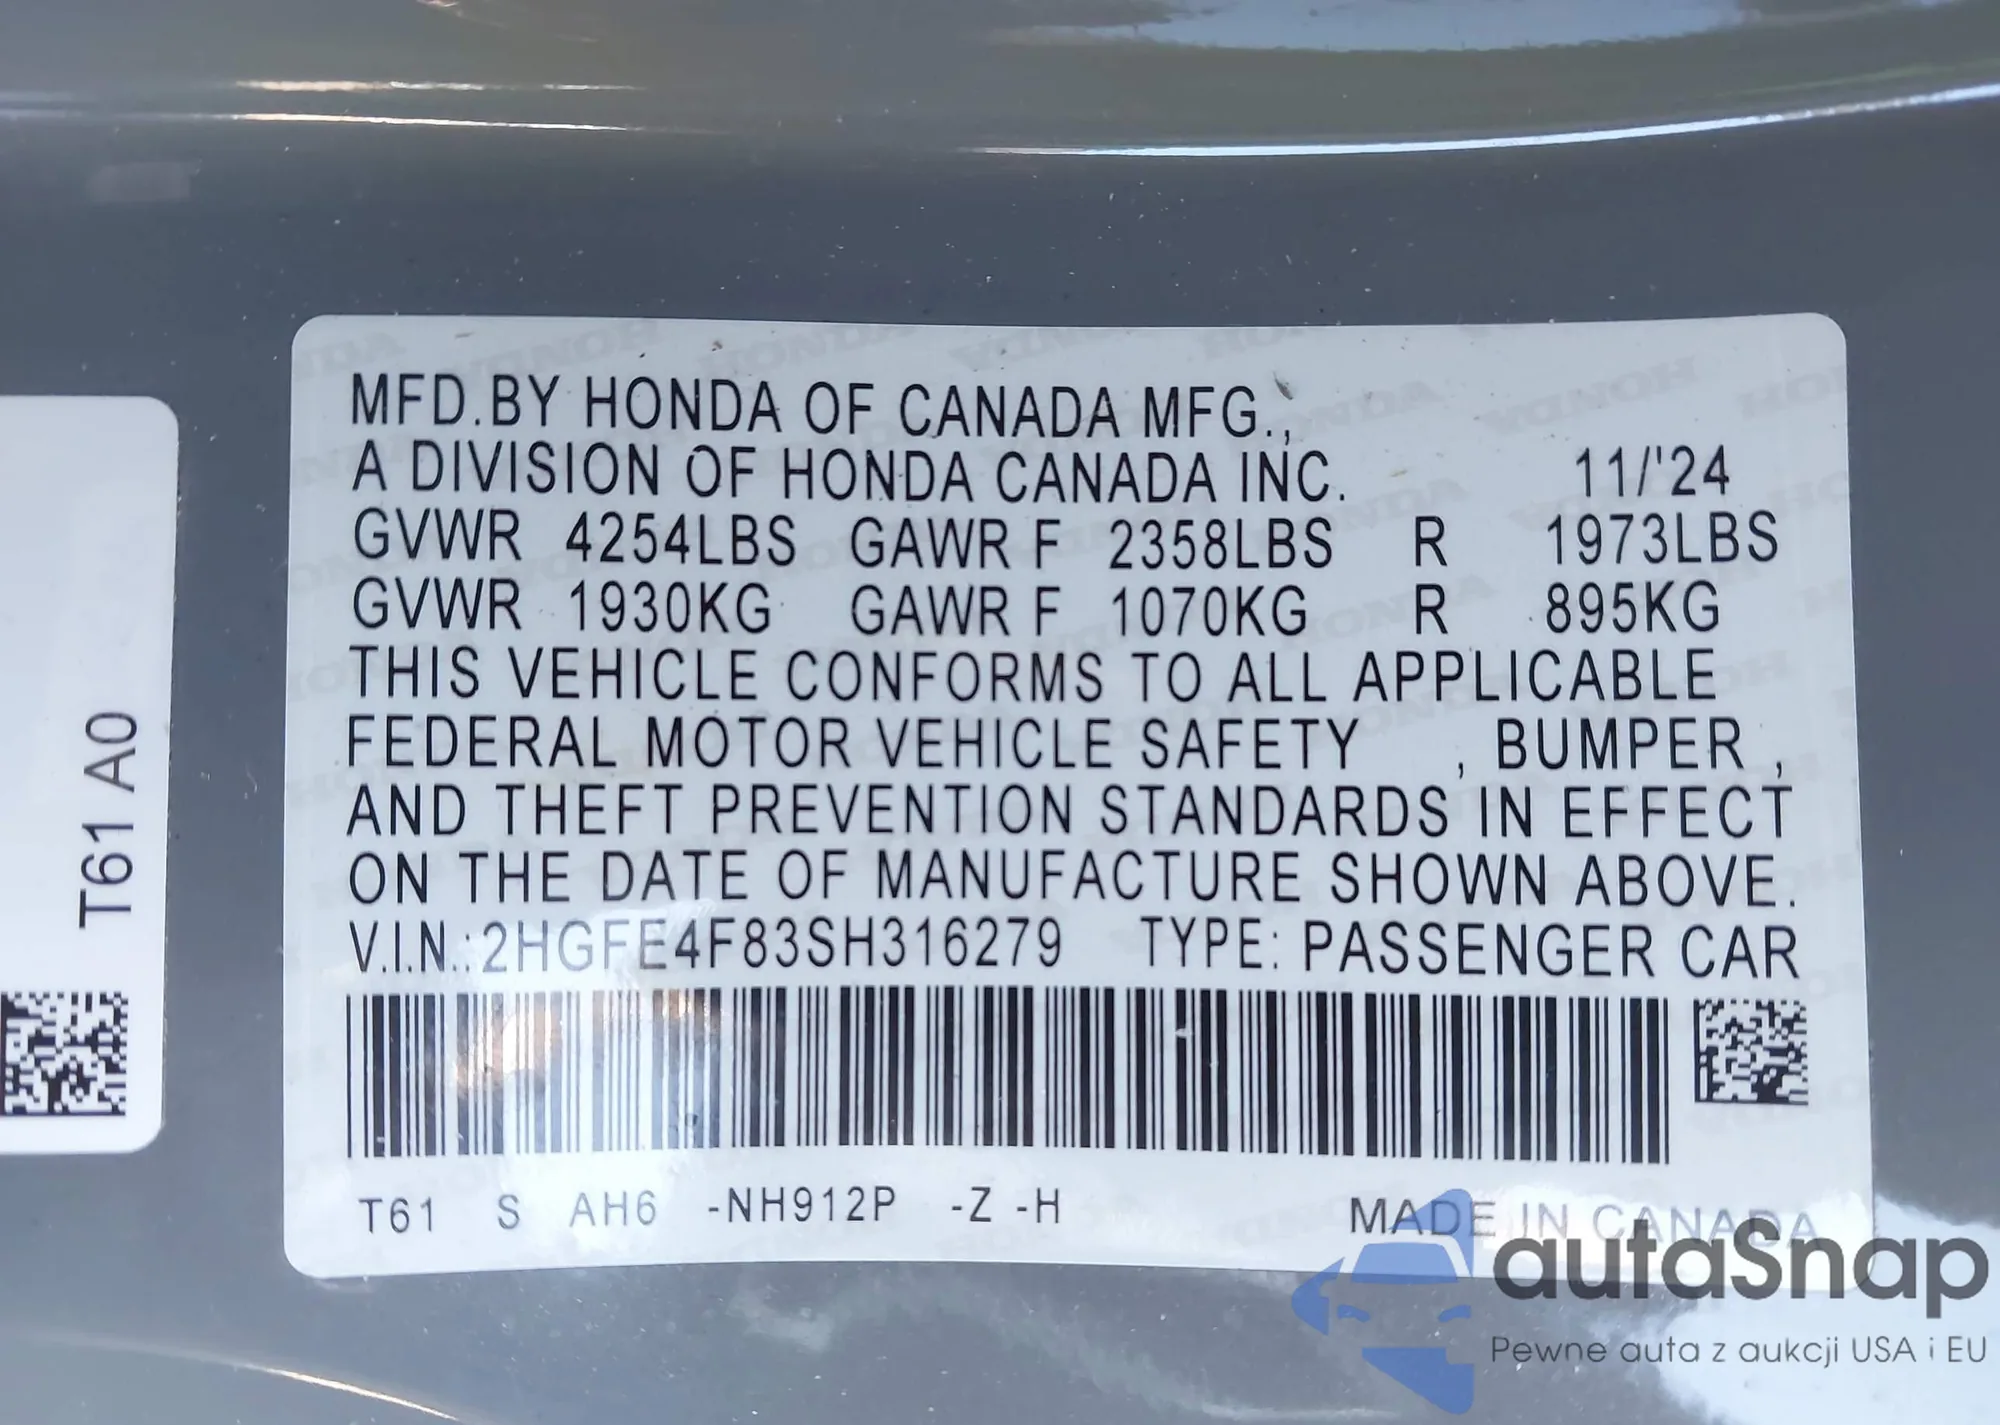 MFD.BY HONDA OF CANADA MFG.,
A DIVISION OF HONDA CANADA INC. 11/'24
GVWR 4254LBS GAWR F 2358LBS R 1973LBS
GVWR 1930KG GAWR F 1070KG R 895KG
THIS VEHICLE CONFORMS TO ALL APPLICABLE
FEDERAL MOTOR VEHICLE SAFETY , BUMPER ,
AND THEFT PREVENTION STANDARDS IN EFFECT
ON THE DATE OF MANUFACTURE SHOWN ABOVE.
V.I.N.:2HGFE4F83SH316279 TYPE: PASSENGER CAR
T61 S AH6 -NH912P -Z -H MADE IN CANADA
T61 A0
autaSnap
Pewne auta z aukcji USA i EU